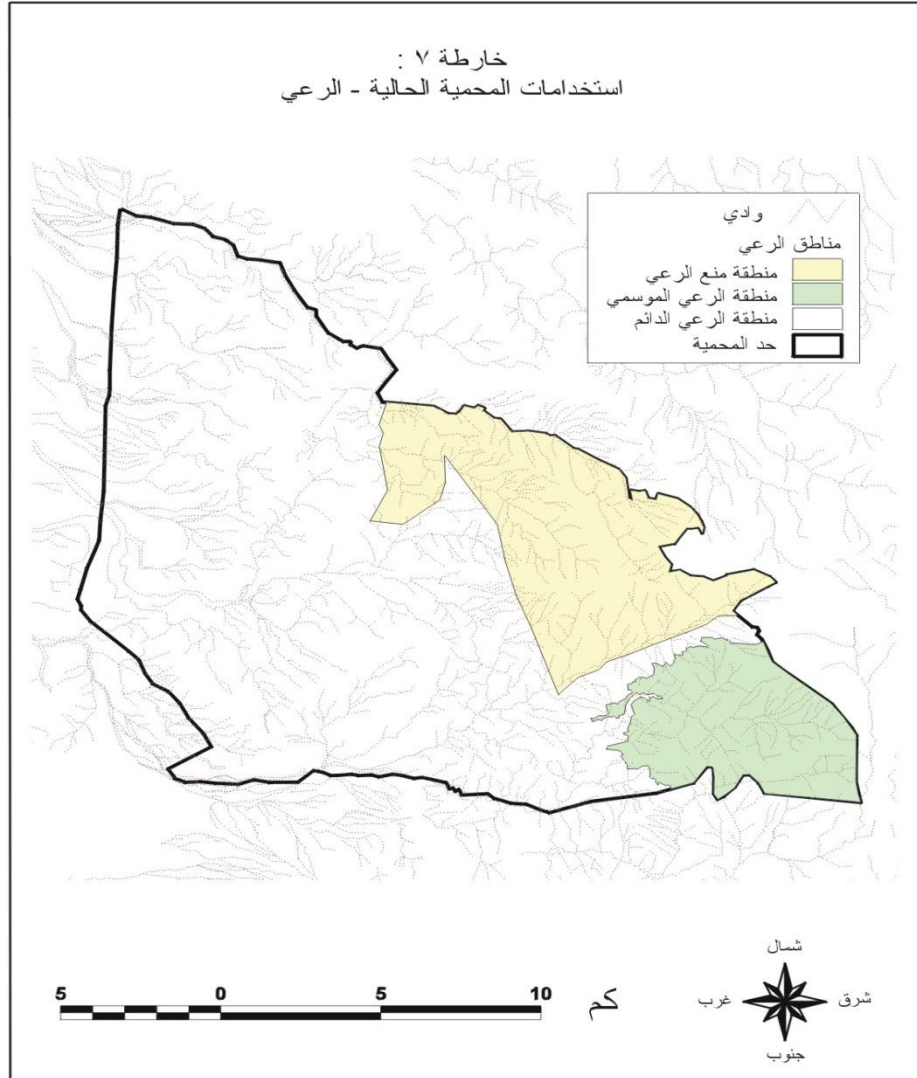 خارطة ٧ :
استخدامات المحمية الحالية - الرعي
وادي
مناطق الرعي
منطقة منع الرعي
منطقة الرعي الموسمي
منطقة الرعي الدائم
حد المحمية
5 0 5 10 كم
شمال
غرب شرق
جنوب